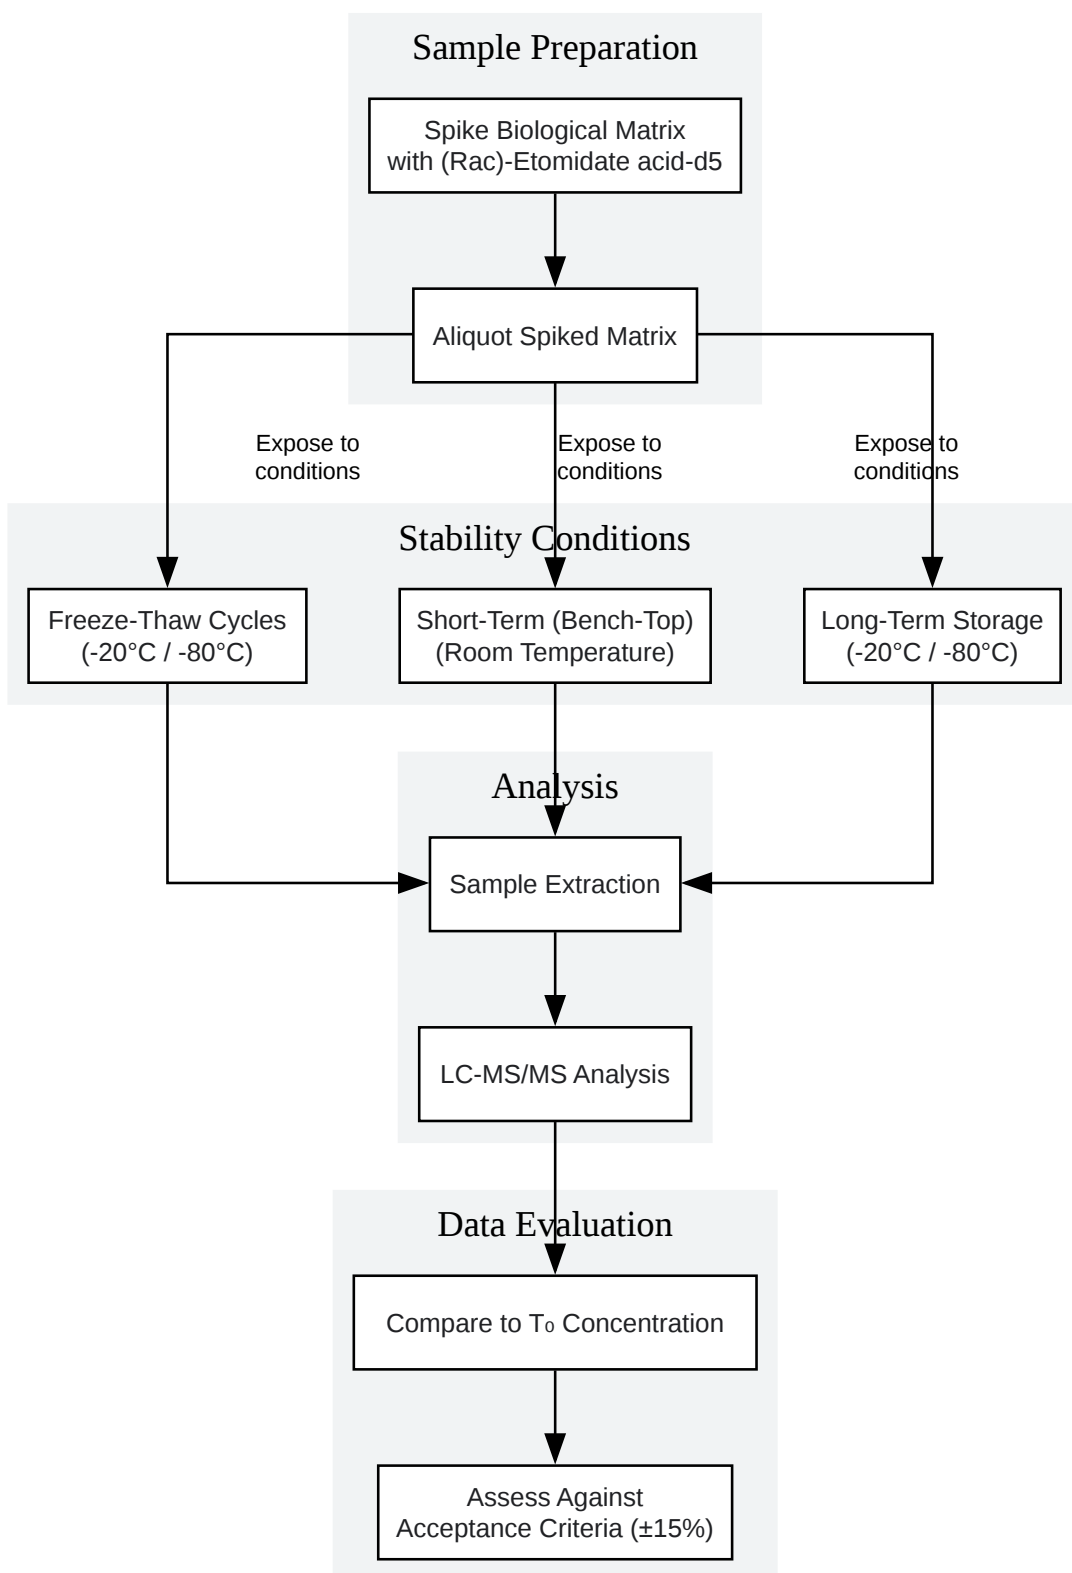 Sample Preparation
Spike Biological Matrix
with (Rac)-Etomidate acid-d5
Aliquot Spiked Matrix
Expose to
conditions
Expose to
conditions
Expose to
conditions
Stability Conditions
Freeze-Thaw Cycles
(-20°C / -80°C)
Short-Term (Bench-Top)
(Room Temperature)
Long-Term Storage
(-20°C / -80°C)
Analysis
Sample Extraction
LC-MS/MS Analysis
Data Evaluation
Compare to T₀ Concentration
Assess Against
Acceptance Criteria (±15%)